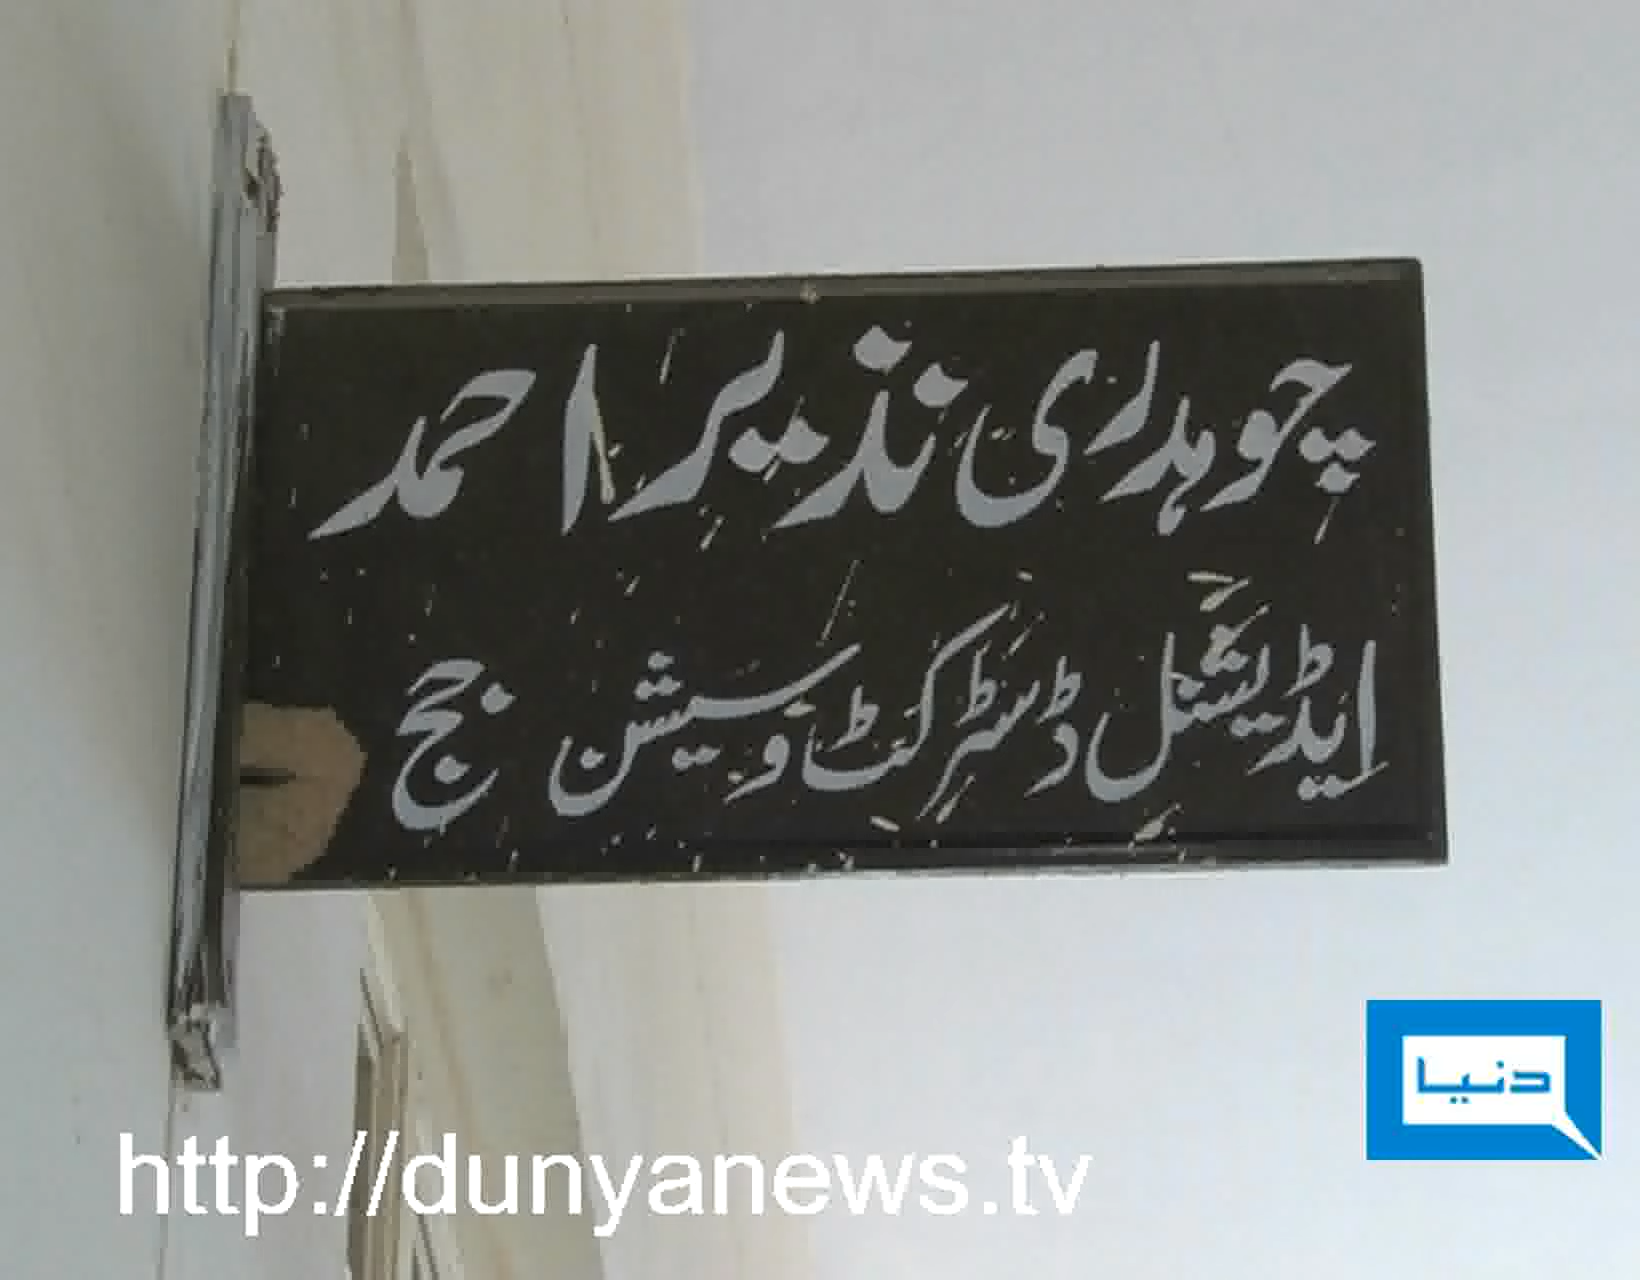 چوہدری نذیر احمد
ایڈیشنل ڈسٹرکٹ و سیشن جج
دنیا
http://dunyanews.tv